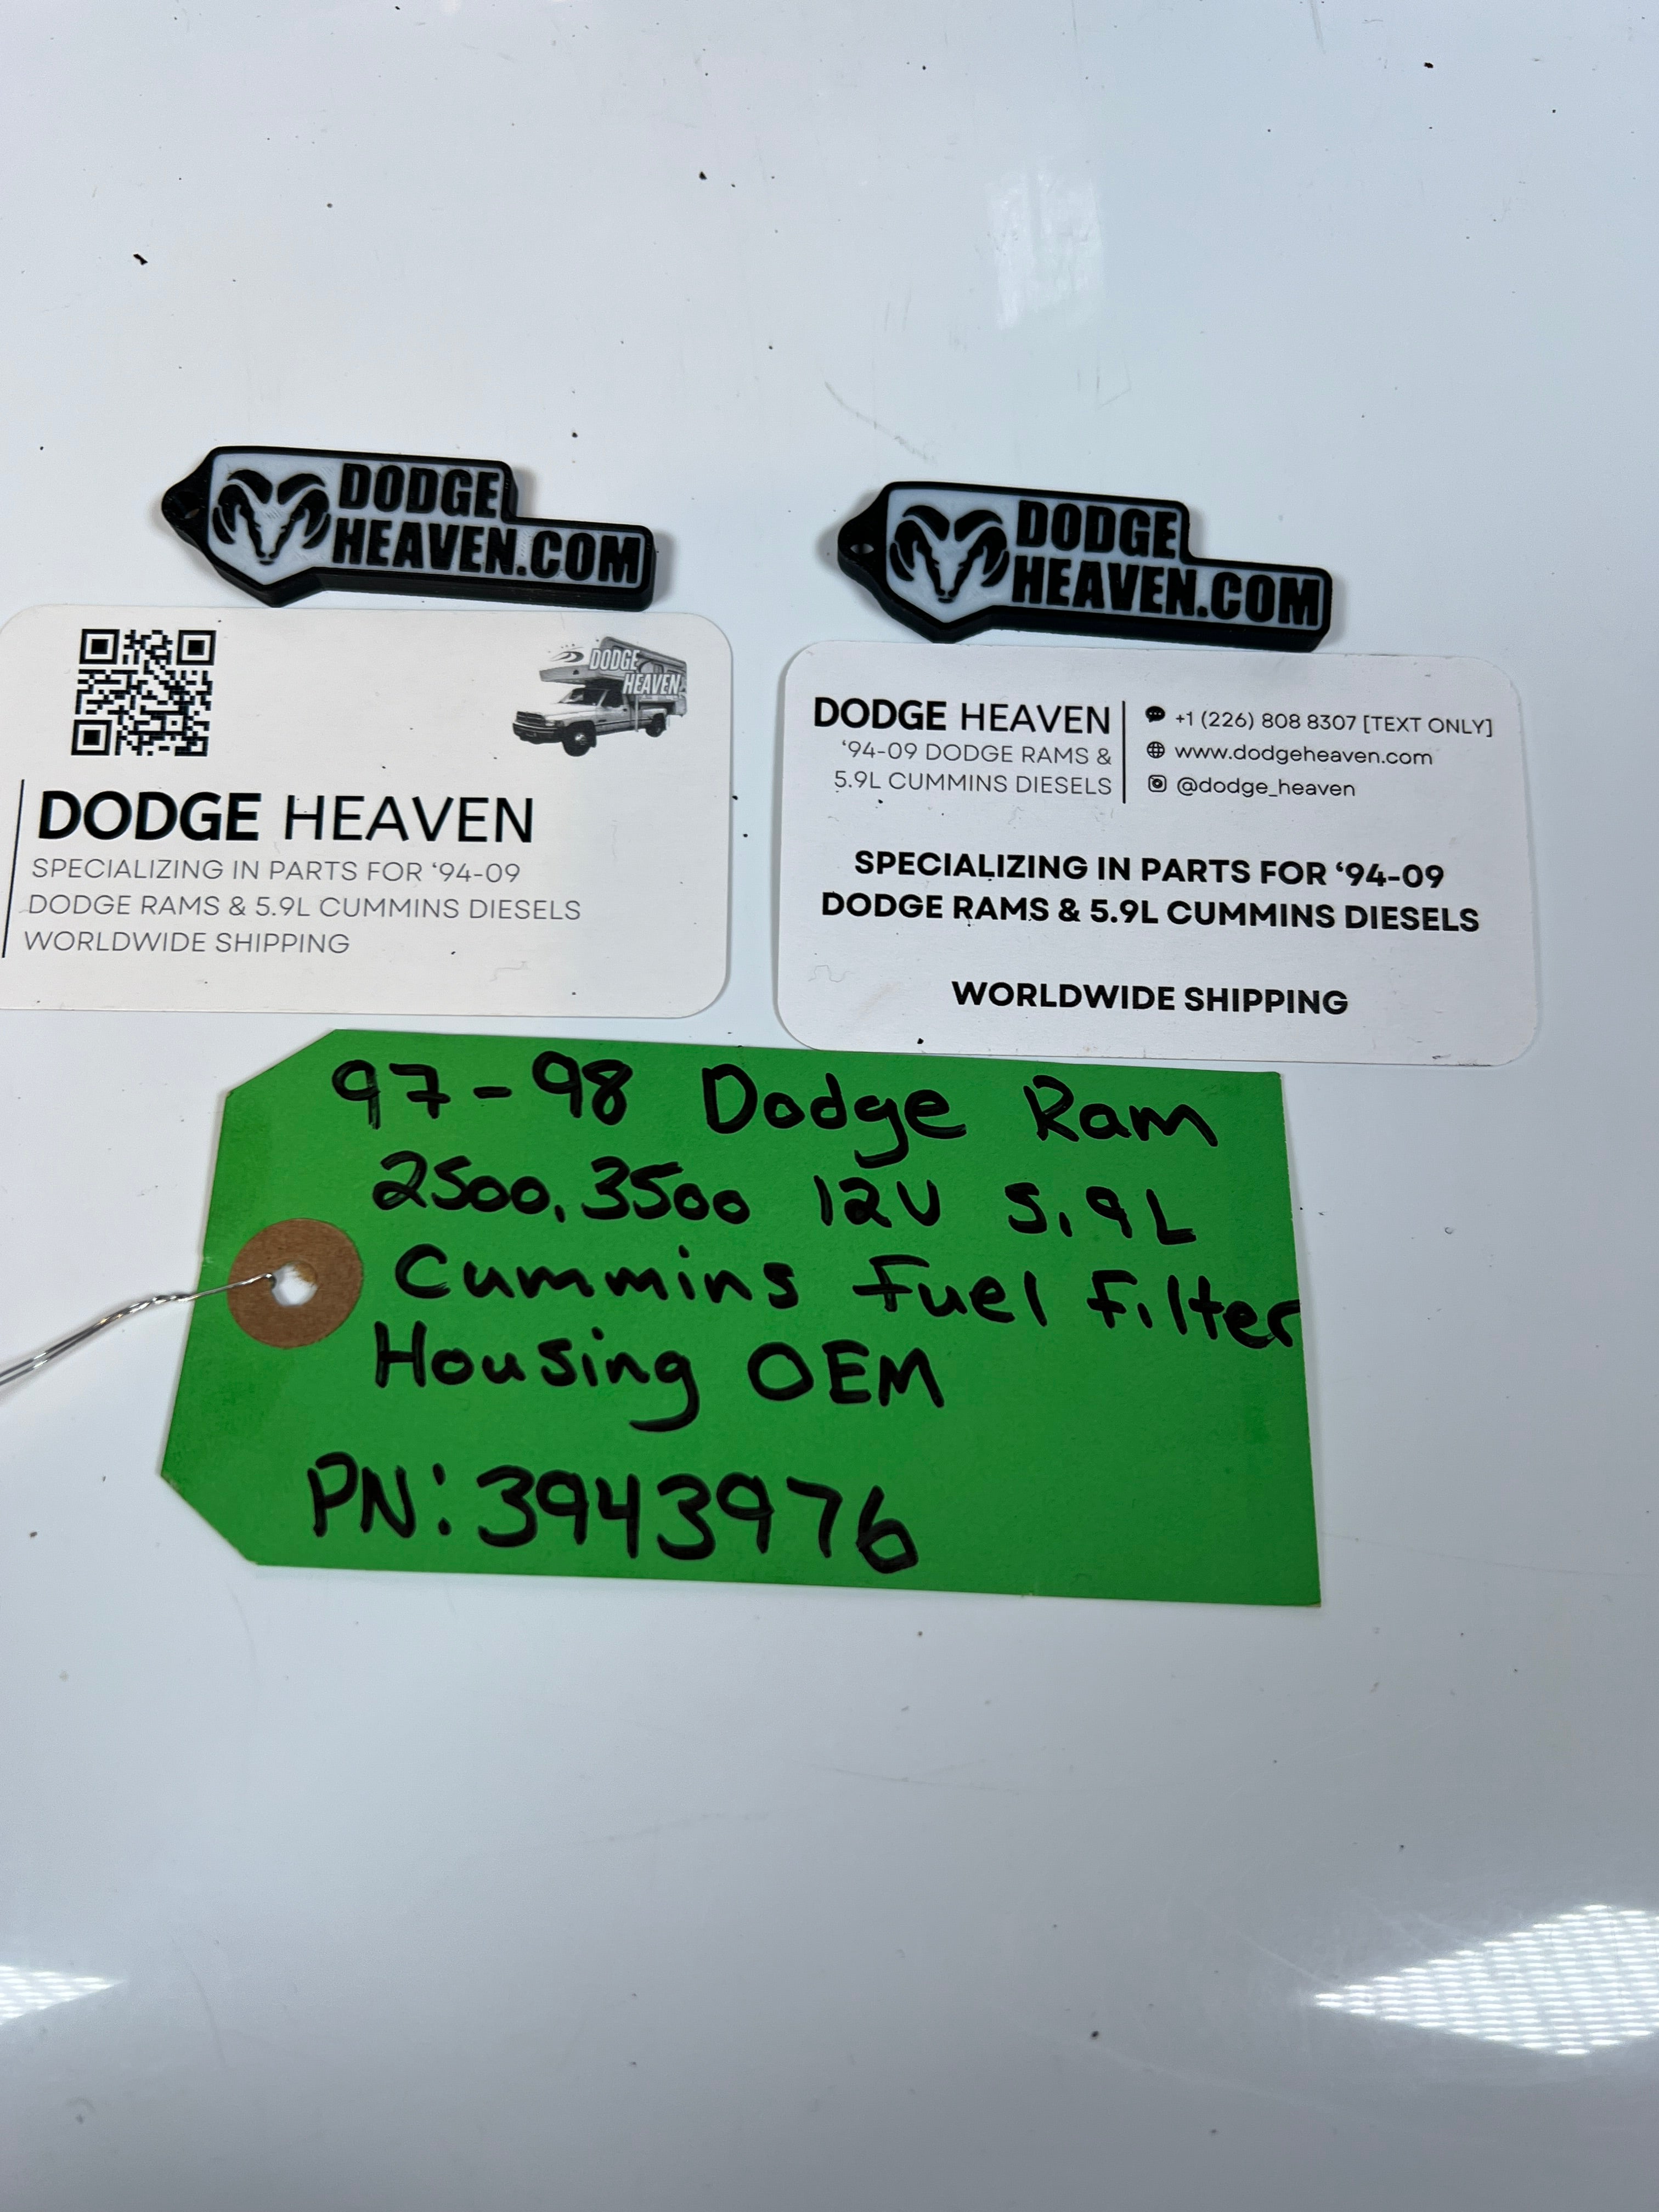 DODGE
HEAVEN.COM
DODGE
HEAVEN.COM
DODGE
HEAVEN
DODGE HEAVEN
SPECIALIZING IN PARTS FOR ‘94-09
DODGE RAMS & 5.9L CUMMINS DIESELS
WORLDWIDE SHIPPING
DODGE HEAVEN
‘94-09 DODGE RAMS &
5.9L CUMMINS DIESELS
+1 (226) 808 8307 [TEXT ONLY]
www.dodgeheaven.com
@dodge_heaven
SPECIALIZING IN PARTS FOR ‘94-09
DODGE RAMS & 5.9L CUMMINS DIESELS
WORLDWIDE SHIPPING
97-98 Dodge Ram
2500, 3500 12V 5.9L
Cummins Fuel Filter
Housing OEM
PN: 3943976